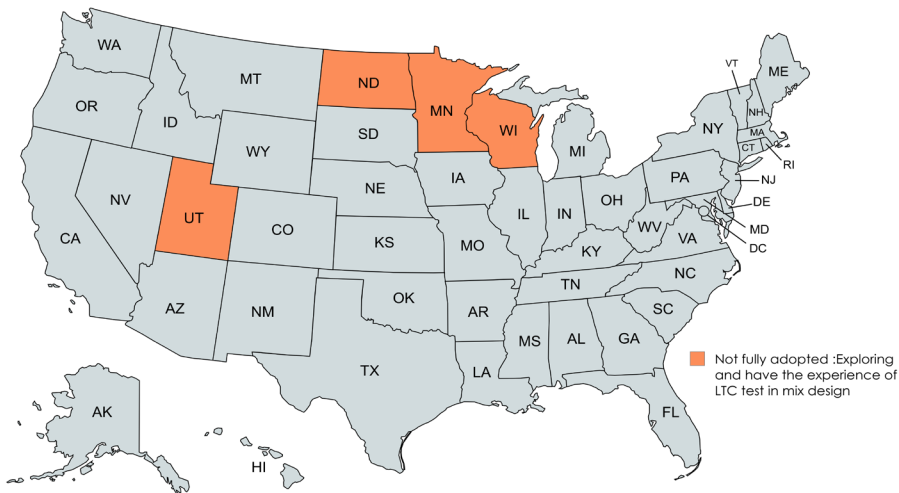 WA
MT
ND
MN
OR
ID
WY
SD
WI
MI
NY
VT
ME
NH
MA
CT
RI
NV
UT
CO
NE
IA
IL
IN
OH
PA
NJ
DE
MD
DC
CA
KS
MO
KY
WV
VA
AZ
NM
OK
AR
TN
NC
SC
TX
LA
MS
AL
GA
FL
AK
HI
Not fully adopted :Exploring
and have the experience of
LTC test in mix design